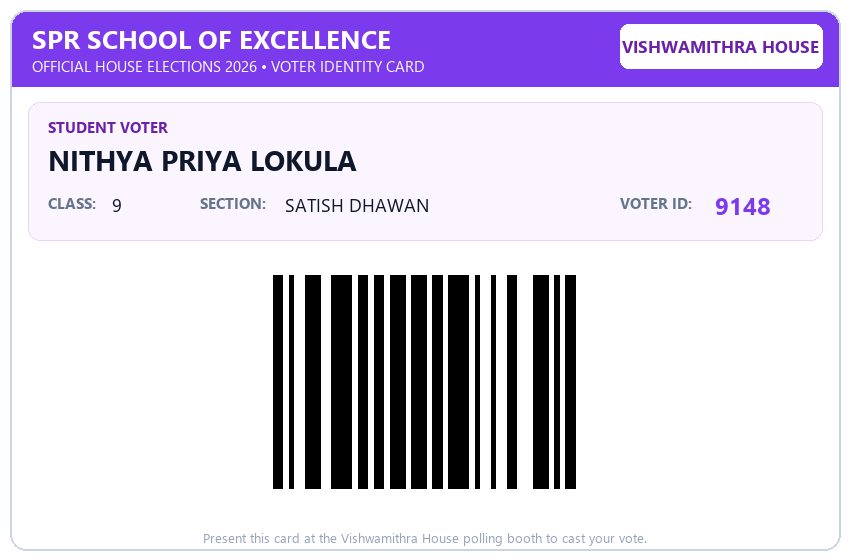 SPR SCHOOL OF EXCELLENCE
OFFICIAL HOUSE ELECTIONS 2026 • VOTER IDENTITY CARD
VISHWAMITHRA HOUSE
STUDENT VOTER
NITHYA PRIYA LOKULA
CLASS: 9 SECTION: SATISH DHAWAN VOTER ID: 9148
Present this card at the Vishwamithra House polling booth to cast your vote.